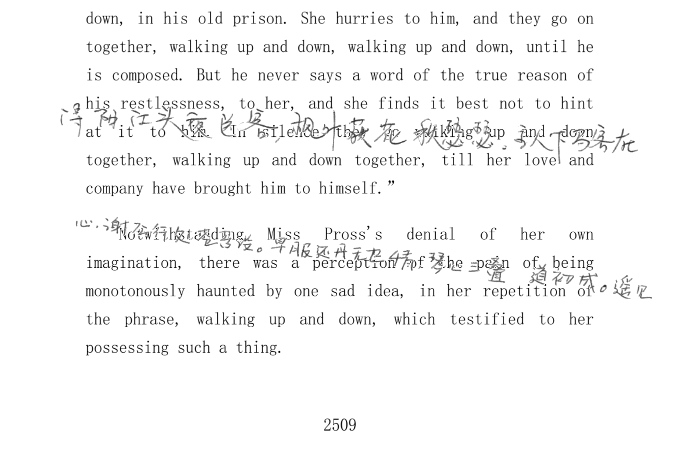 down, in his old prison. She hurries to him, and they go on
together, walking up and down, walking up and down, until he
is composed. But he never says a word of the true reason of
his restlessness, to her, and she finds it best not to hint
浔阳江头夜送客，枫叶荻花秋瑟瑟。主人下马客在
at it to him. In silence they go walking up and down
together, walking up and down together, till her love and
company have brought him to himself.”
心。谢
Notwithstanding Miss Pross's denial of her own
早服还丹无世情，琴心三叠道初成。遥见
imagination, there was a perception of the pain of being
monotonously haunted by one sad idea, in her repetition of
the phrase, walking up and down, which testified to her
possessing such a thing.
2509